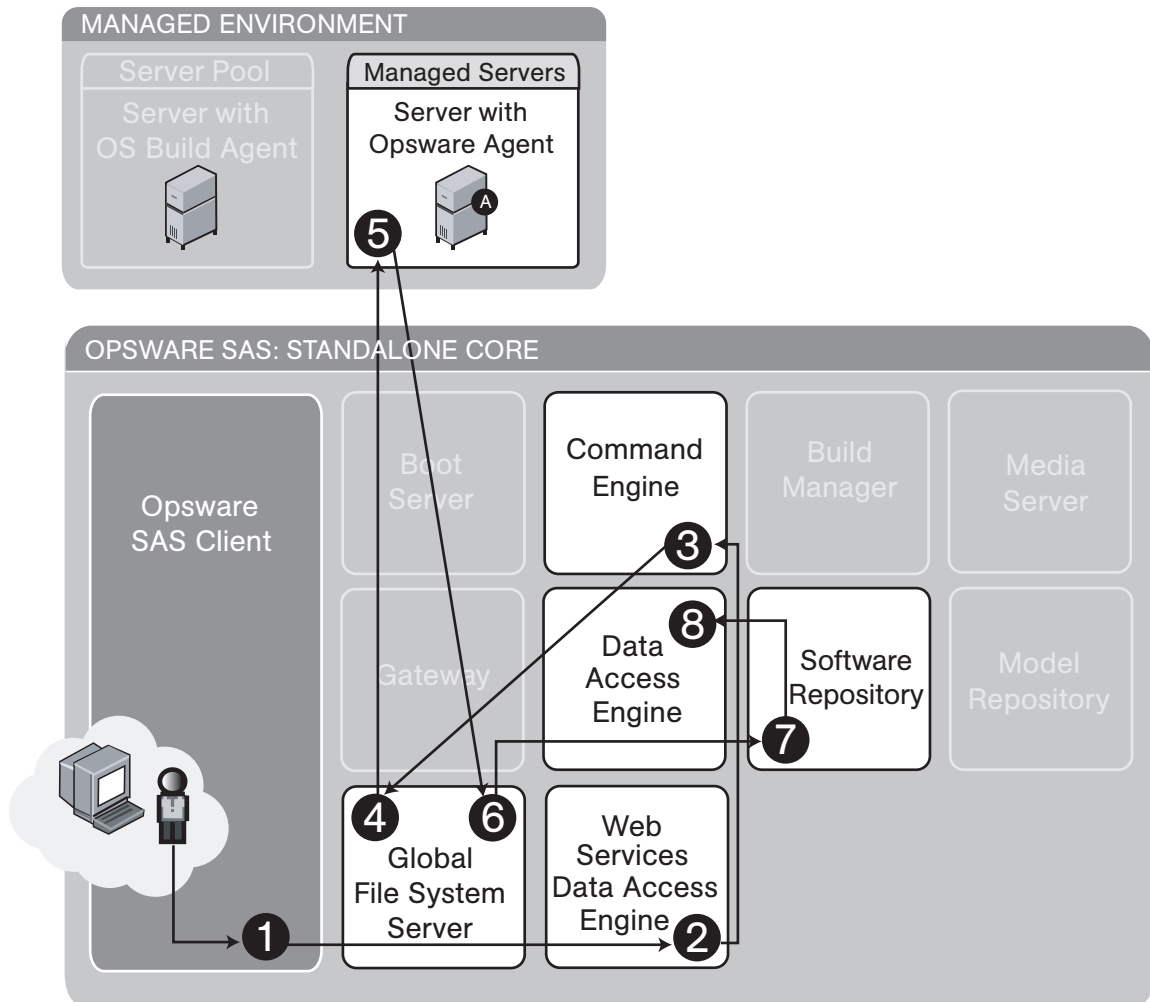 MANAGED ENVIRONMENT
Server Pool
Server with
OS Build Agent
Managed Servers
Server with
Opsware Agent
A
5
OPSWARE SAS: STANDALONE CORE
Opsware
SAS Client
Boot
Server
Command
Engine
3
Build
Manager
Media
Server
Gateway
Data
Access
Engine
8
Software
Repository
7
Model
Repository
4
6
Global
File System
Server
Web
Services
Data Access
Engine
2
1